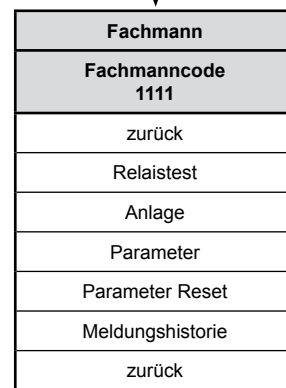 Fachmann
Fachmanncode
1111
zurück
Relaistest
Anlage
Parameter
Parameter Reset
Meldungshistorie
zurück